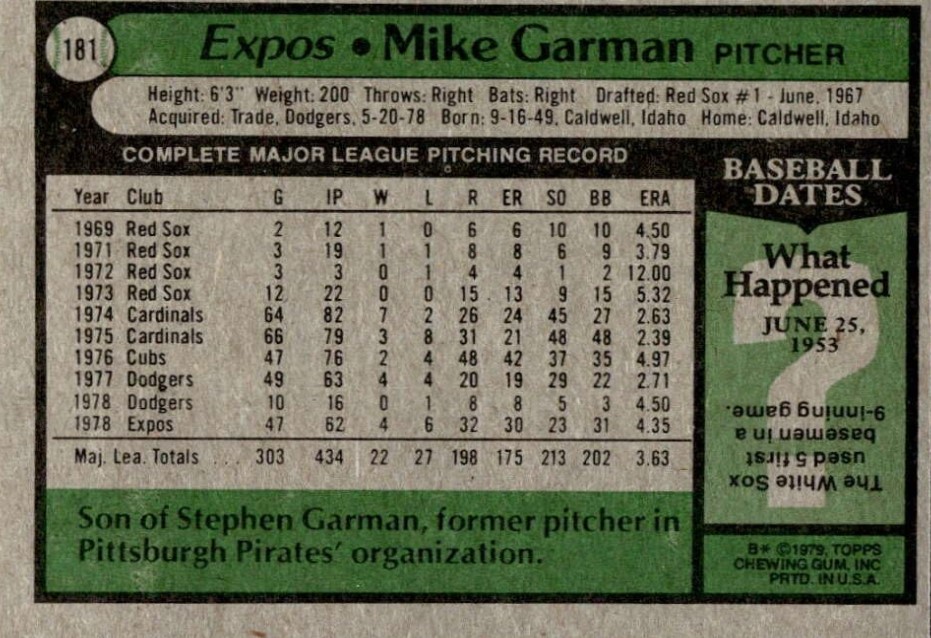 181
Expos • Mike Garman PITCHER
Height: 6'3" Weight: 200 Throws: Right Bats: Right Drafted: Red Sox #1 - June, 1967
Acquired: Trade, Dodgers, 5-20-78 Born: 9-16-49, Caldwell, Idaho Home: Caldwell, Idaho
COMPLETE MAJOR LEAGUE PITCHING RECORD
Year Club G IP W L R ER SO BB ERA
1969 Red Sox 2 12 1 0 6 6 10 10 4.50
1971 Red Sox 3 19 1 1 8 8 6 9 3.79
1972 Red Sox 3 3 0 1 4 4 1 2 12.00
1973 Red Sox 12 22 0 0 15 13 9 15 5.32
1974 Cardinals 64 82 7 2 26 24 45 27 2.63
1975 Cardinals 66 79 3 8 31 21 48 48 2.39
1976 Cubs 47 76 2 4 48 42 37 35 4.97
1977 Dodgers 49 63 4 4 20 19 29 22 2.71
1978 Dodgers 10 16 0 1 8 8 5 3 4.50
1978 Expos 47 62 4 6 32 30 23 31 4.35
Maj. Lea. Totals ... 303 434 22 27 198 175 213 202 3.63
Son of Stephen Garman, former pitcher in
Pittsburgh Pirates' organization.
BASEBALL
DATES
What
Happened
JUNE 25,
1953
?
The White Sox
used 5 first
basemen in a
9-inning game.
B* ©1979, TOPPS
CHEWING GUM, INC
PRTD. IN U.S.A.